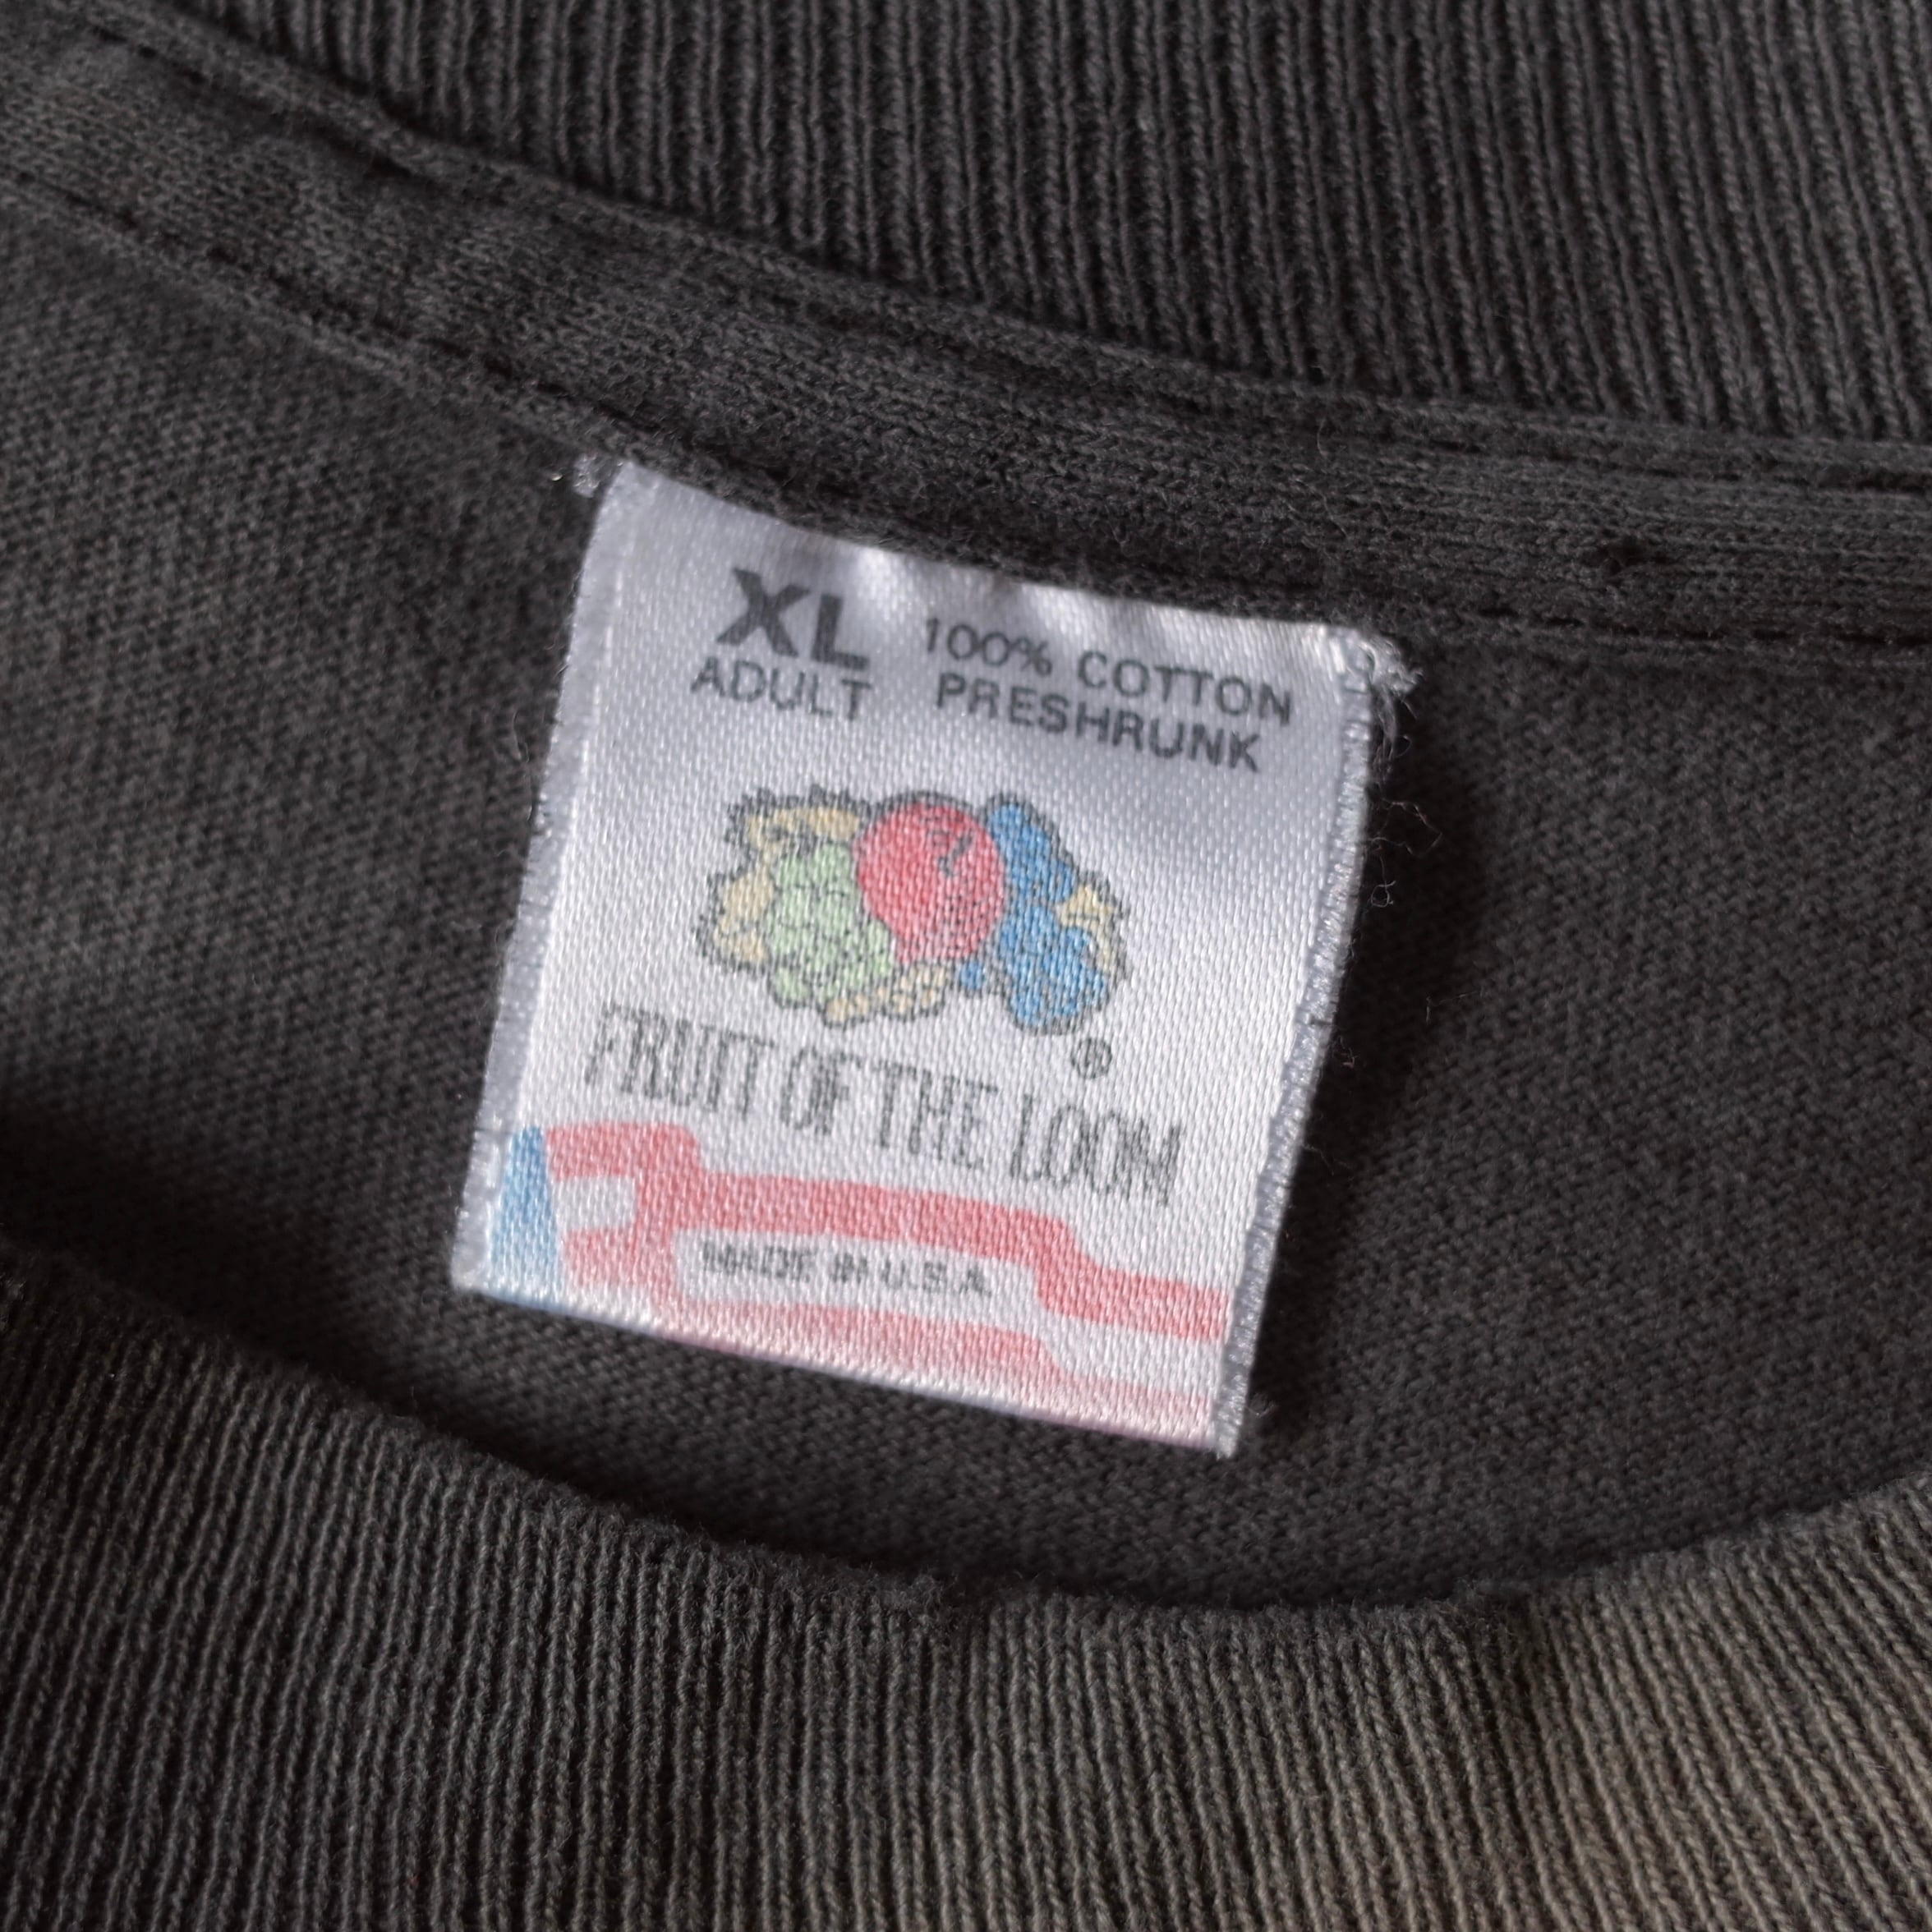 XL 100% COTTON
ADULT PRESHRUNK
®
FRUIT OF THE LOOM
MADE IN U.S.A.